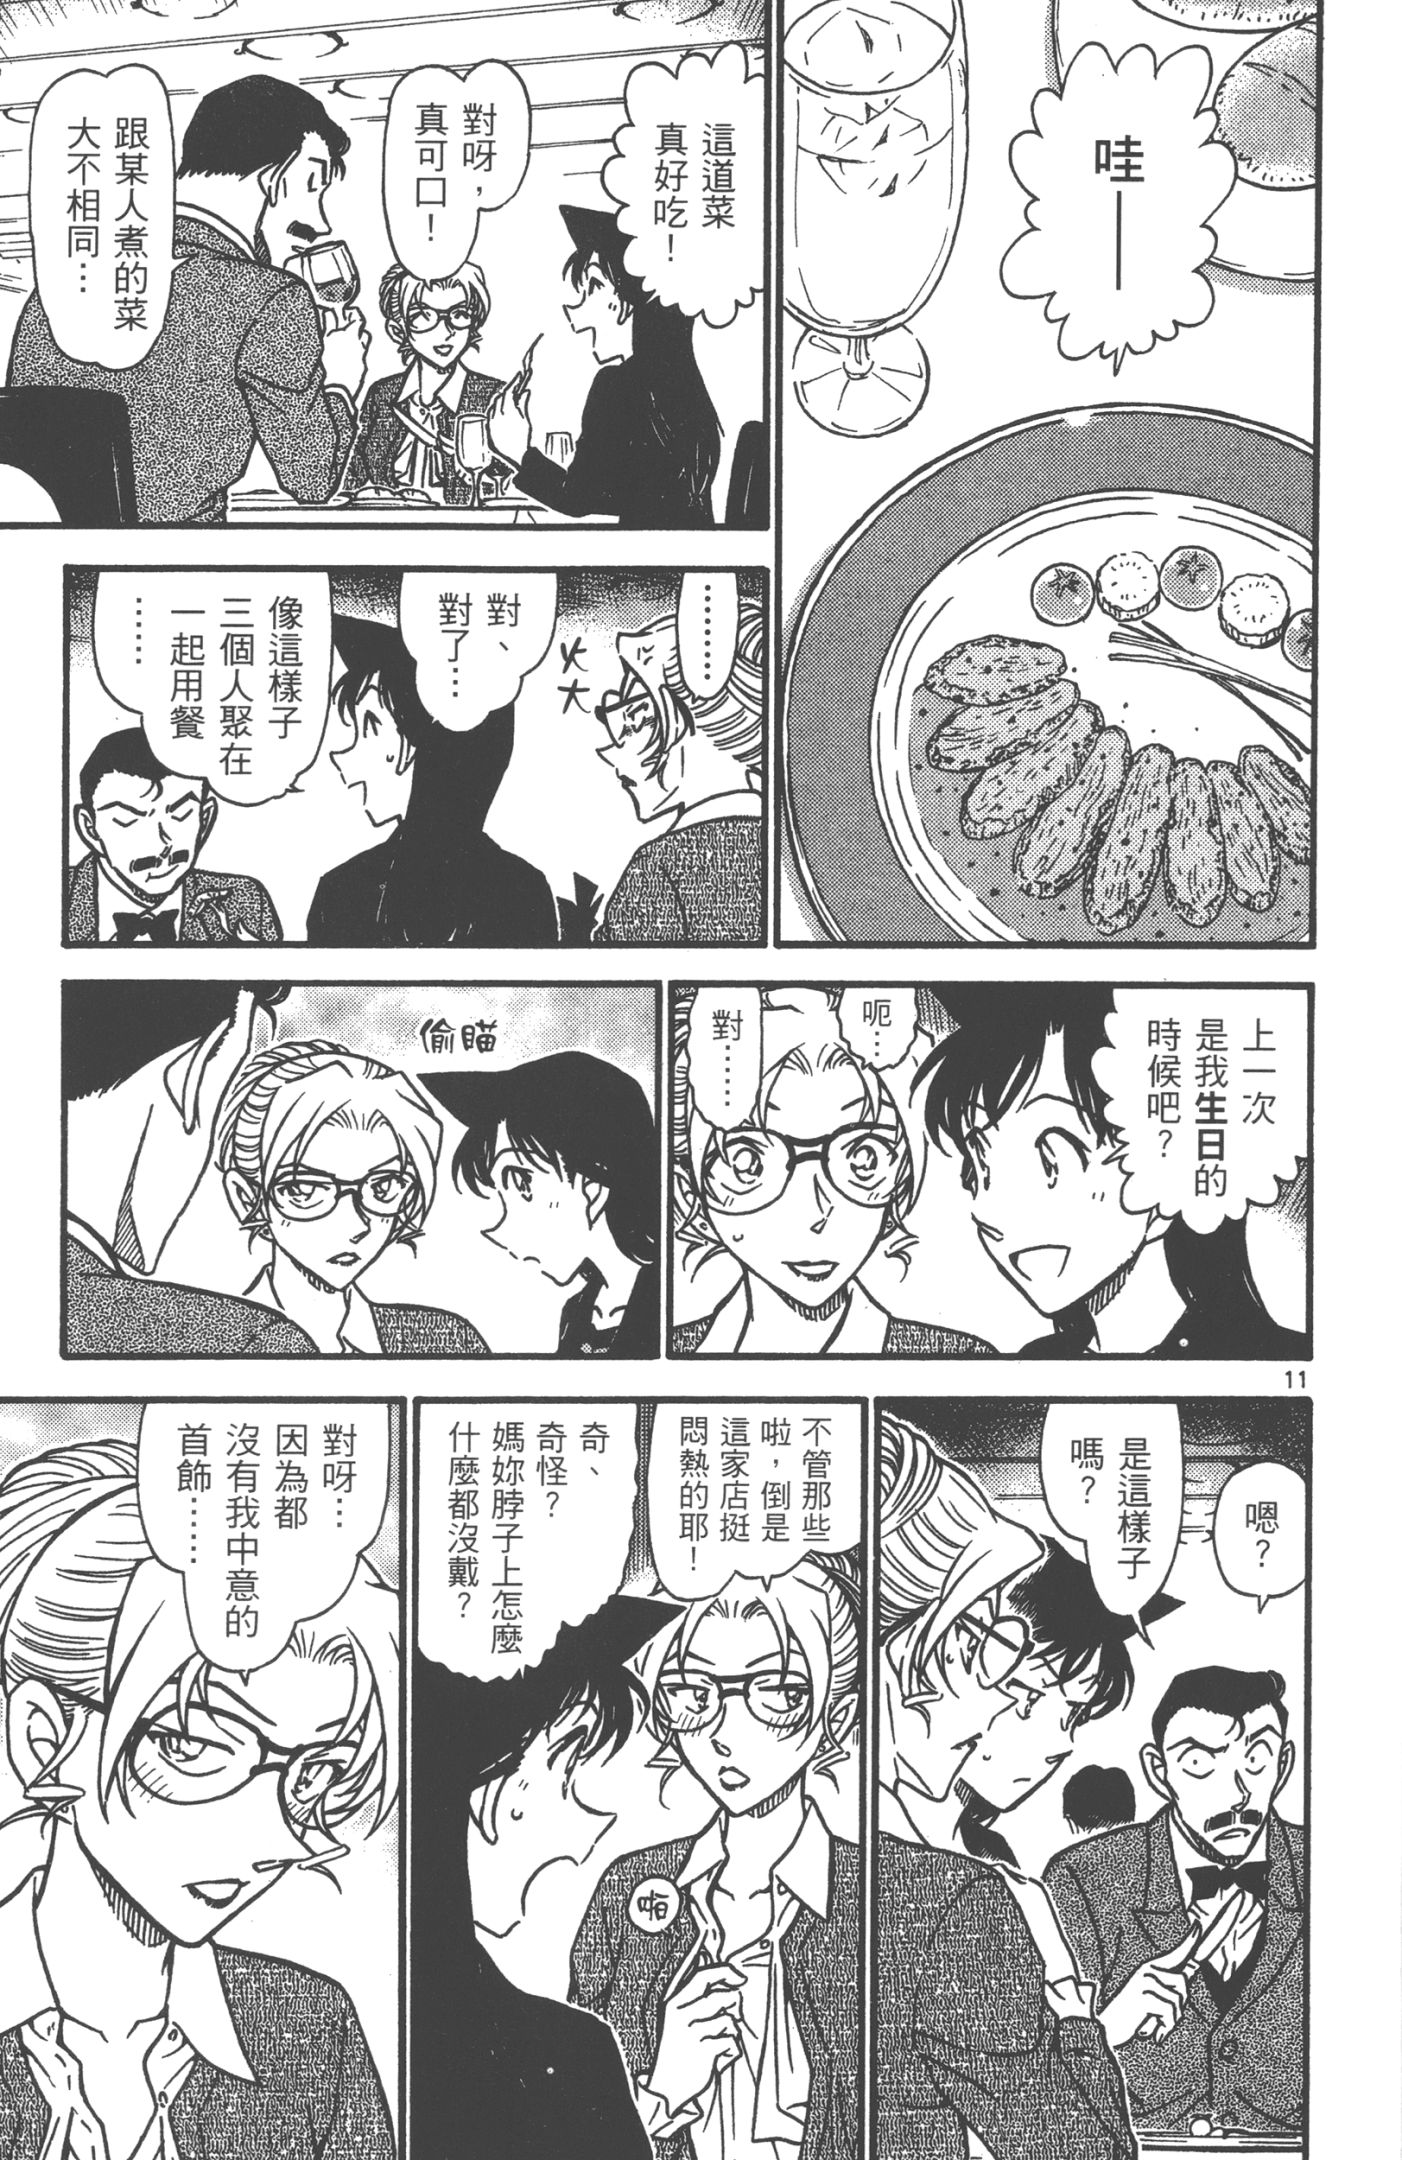 哇——
這道菜
真好吃！
對呀，
真可口！
跟某人煮的菜
大不相同…
………
火大
對、
對了…
像這樣子
三個人聚在
一起用餐
……
上一次
是我生日的
時候吧？
呃…
對……
偷瞄
11
嗯？
是這樣子
嗎？
不管那些
啦，倒是
這家店挺
悶熱的耶！
啪
奇、
奇怪？
媽妳脖子上怎麼
什麼都沒戴？
對呀…
因為都
沒有我中意的
首飾……